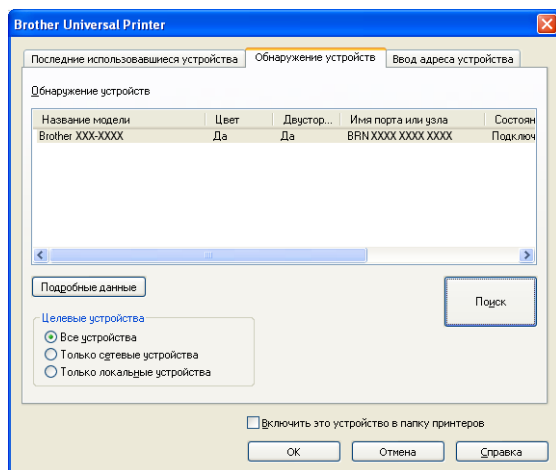 Brother Universal Printer
Последние использовавшиеся устройства Обнаружение устройств Ввод адреса устройства
Обнаружение устройств
Название модели Цвет Двустор... Имя порта или узла Состоян
Brother XXX-XXXX Да Да BRN XXXX XXXX XXXX Подключ
Подробные данные
Поиск
Целевые устройства
Все устройства
Только сетевые устройства
Только локальные устройства
Включить это устройство в папку принтеров
OK Отмена Справка